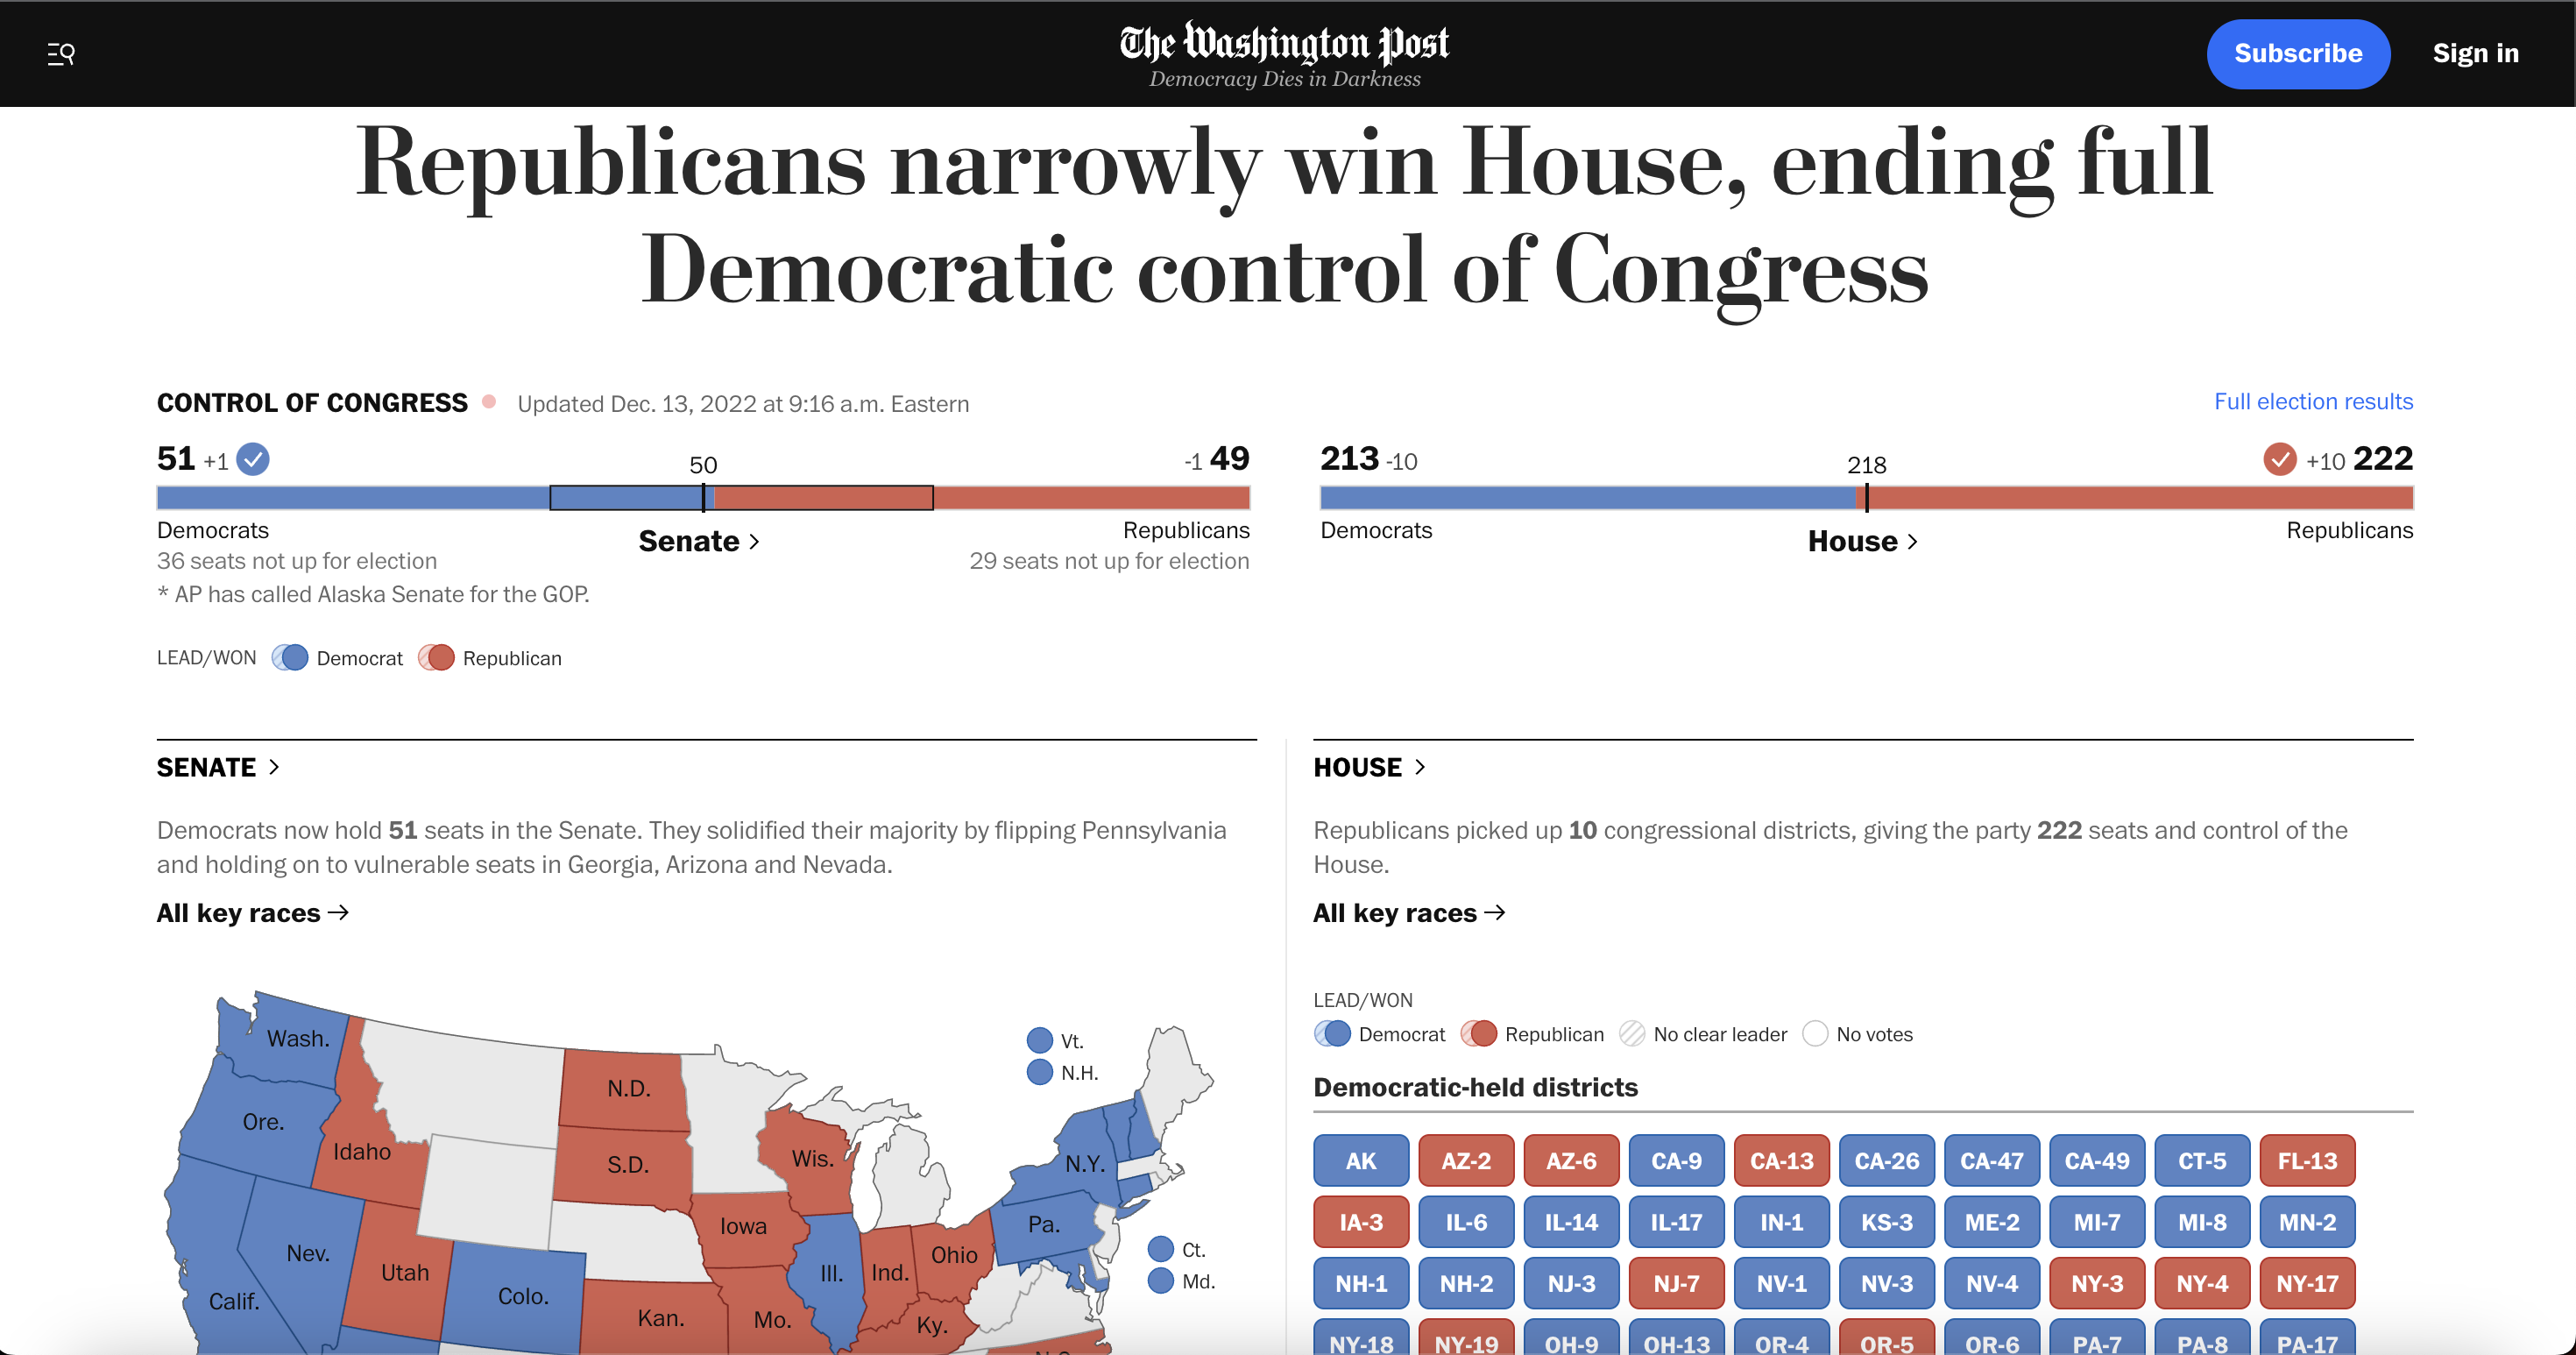 The Washington Post
Democracy Dies in Darkness
Subscribe
Sign in
Republicans narrowly win House, ending full
Democratic control of Congress
CONTROL OF CONGRESS Updated Dec. 13, 2022 at 9:16 a.m. Eastern
Full election results
51 +1
50
-1 49
Democrats
Senate >
Republicans
36 seats not up for election
29 seats not up for election
* AP has called Alaska Senate for the GOP.
213 -10
218
+10 222
Democrats
House >
Republicans
LEAD/WON Democrat Republican
SENATE >
Democrats now hold 51 seats in the Senate. They solidified their majority by flipping Pennsylvania
and holding on to vulnerable seats in Georgia, Arizona and Nevada.
All key races →
Wash.
Vt.
N.H.
N.D.
Ore.
Idaho
S.D.
Wis.
N.Y.
Iowa
Pa.
Nev.
Ohio
Ct.
Utah
Ill.
Ind.
Md.
Calif.
Colo.
Kan.
Mo.
Ky.
HOUSE >
Republicans picked up 10 congressional districts, giving the party 222 seats and control of the
House.
All key races →
LEAD/WON
Democrat Republican No clear leader No votes
Democratic-held districts
AK AZ-2 AZ-6 CA-9 CA-13 CA-26 CA-47 CA-49 CT-5 FL-13
IA-3 IL-6 IL-14 IL-17 IN-1 KS-3 ME-2 MI-7 MI-8 MN-2
NH-1 NH-2 NJ-3 NJ-7 NV-1 NV-3 NV-4 NY-3 NY-4 NY-17
NY-18 NY-19 OH-9 OH-13 OR-4 OR-5 OR-6 PA-7 PA-8 PA-17